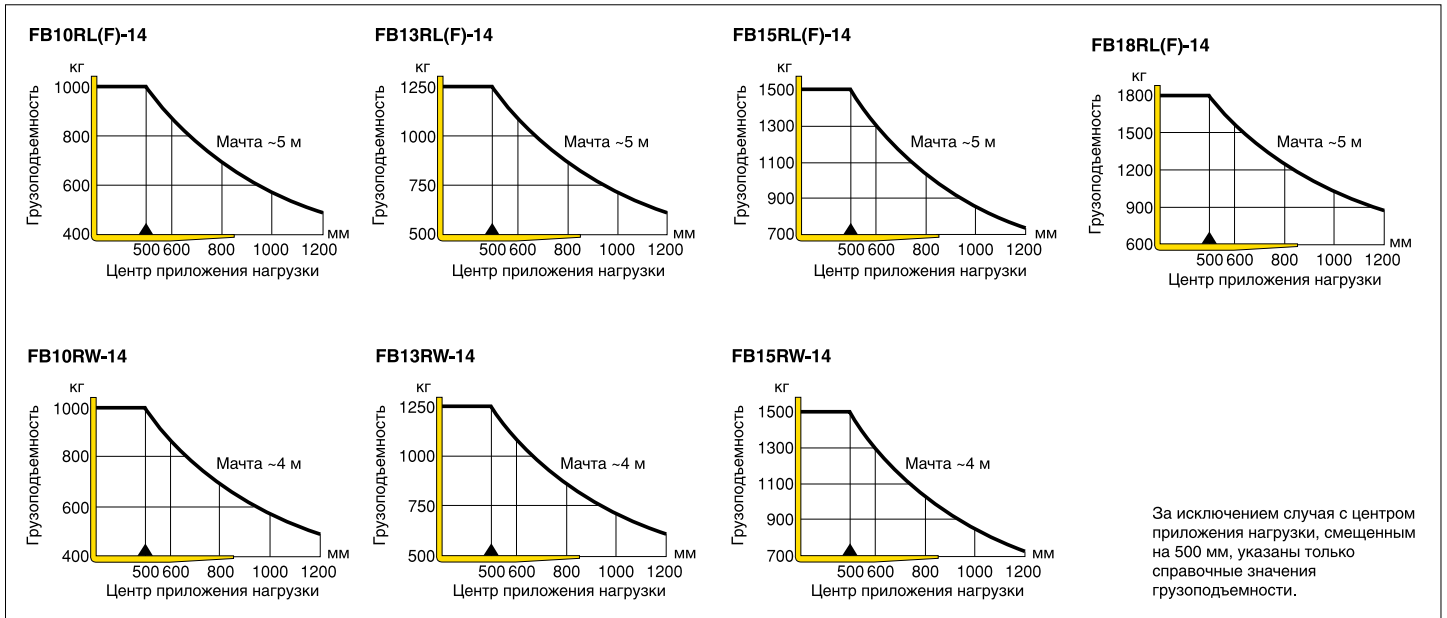 FB10RL(F)-14
кг
Грузоподъемность
1000
800
600
400
Мачта ~5 м
500 600 800 1000 1200
мм
Центр приложения нагрузки
FB13RL(F)-14
кг
Грузоподъемность
1250
1000
750
500
Мачта ~5 м
500 600 800 1000 1200
мм
Центр приложения нагрузки
FB15RL(F)-14
кг
Грузоподъемность
1500
1300
1100
900
700
Мачта ~5 м
500 600 800 1000 1200
мм
Центр приложения нагрузки
FB18RL(F)-14
кг
Грузоподъемность
1800
1500
1200
900
600
Мачта ~5 м
500 600 800 1000 1200
мм
Центр приложения нагрузки
FB10RW-14
кг
Грузоподъемность
1000
800
600
400
Мачта ~4 м
500 600 800 1000 1200
мм
Центр приложения нагрузки
FB13RW-14
кг
Грузоподъемность
1250
1000
750
500
Мачта ~4 м
500 600 800 1000 1200
мм
Центр приложения нагрузки
FB15RW-14
кг
Грузоподъемность
1500
1300
1100
900
700
Мачта ~4 м
500 600 800 1000 1200
мм
Центр приложения нагрузки
За исключением случая с центром
приложения нагрузки, смещенным
на 500 мм, указаны только
справочные значения
грузоподъемности.